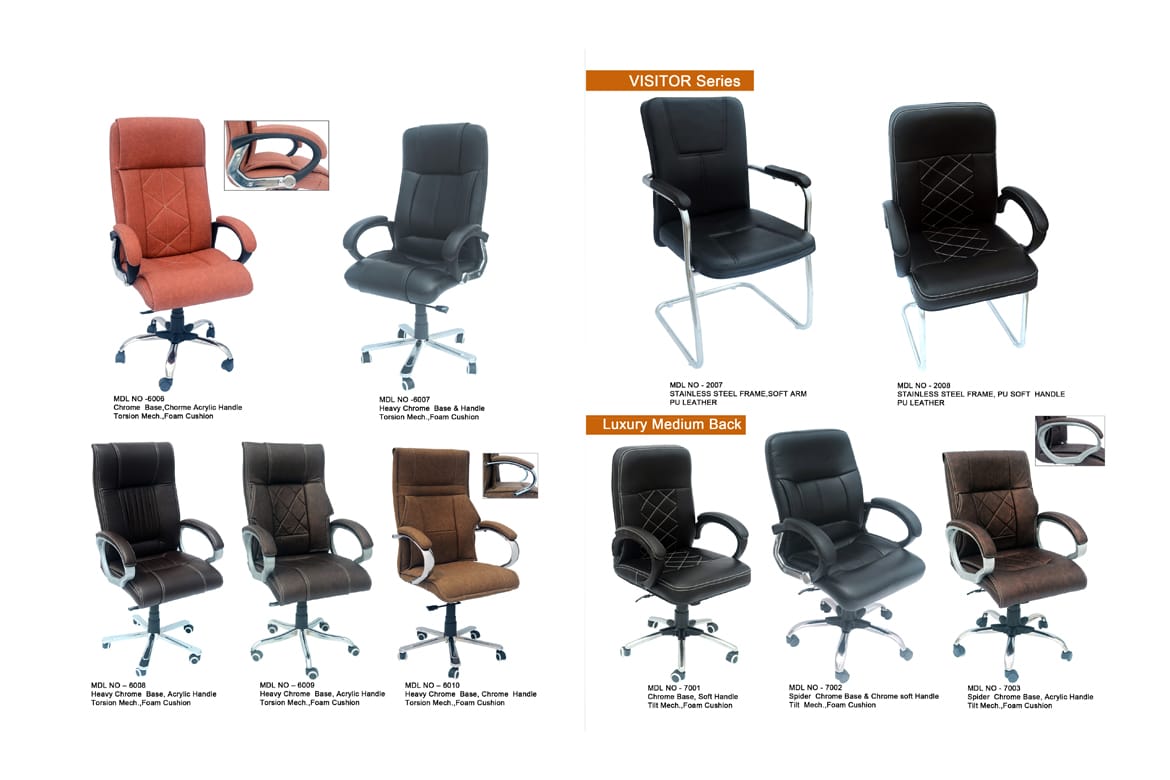 MDL NO -6006
Chrome Base,Chorme Acrylic Handle
Torsion Mech.,Foam Cushion
MDL NO -6007
Heavy Chrome Base & Handle
Torsion Mech.,Foam Cushion
MDL NO – 6008
Heavy Chrome Base, Acrylic Handle
Torsion Mech.,Foam Cushion
MDL NO – 6009
Heavy Chrome Base, Acrylic Handle
Torsion Mech.,Foam Cushion
MDL NO – 6010
Heavy Chrome Base, Chrome Handle
Torsion Mech.,Foam Cushion
VISITOR Series
MDL NO - 2007
STAINLESS STEEL FRAME,SOFT ARM
PU LEATHER
MDL NO - 2008
STAINLESS STEEL FRAME, PU SOFT HANDLE
PU LEATHER
Luxury Medium Back
MDL NO - 7001
Chrome Base, Soft Handle
Tilt Mech.,Foam Cushion
MDL NO - 7002
Spider Chrome Base & Chrome soft Handle
Tilt Mech.,Foam Cushion
MDL NO - 7003
Spider Chrome Base, Acrylic Handle
Tilt Mech.,Foam Cushion